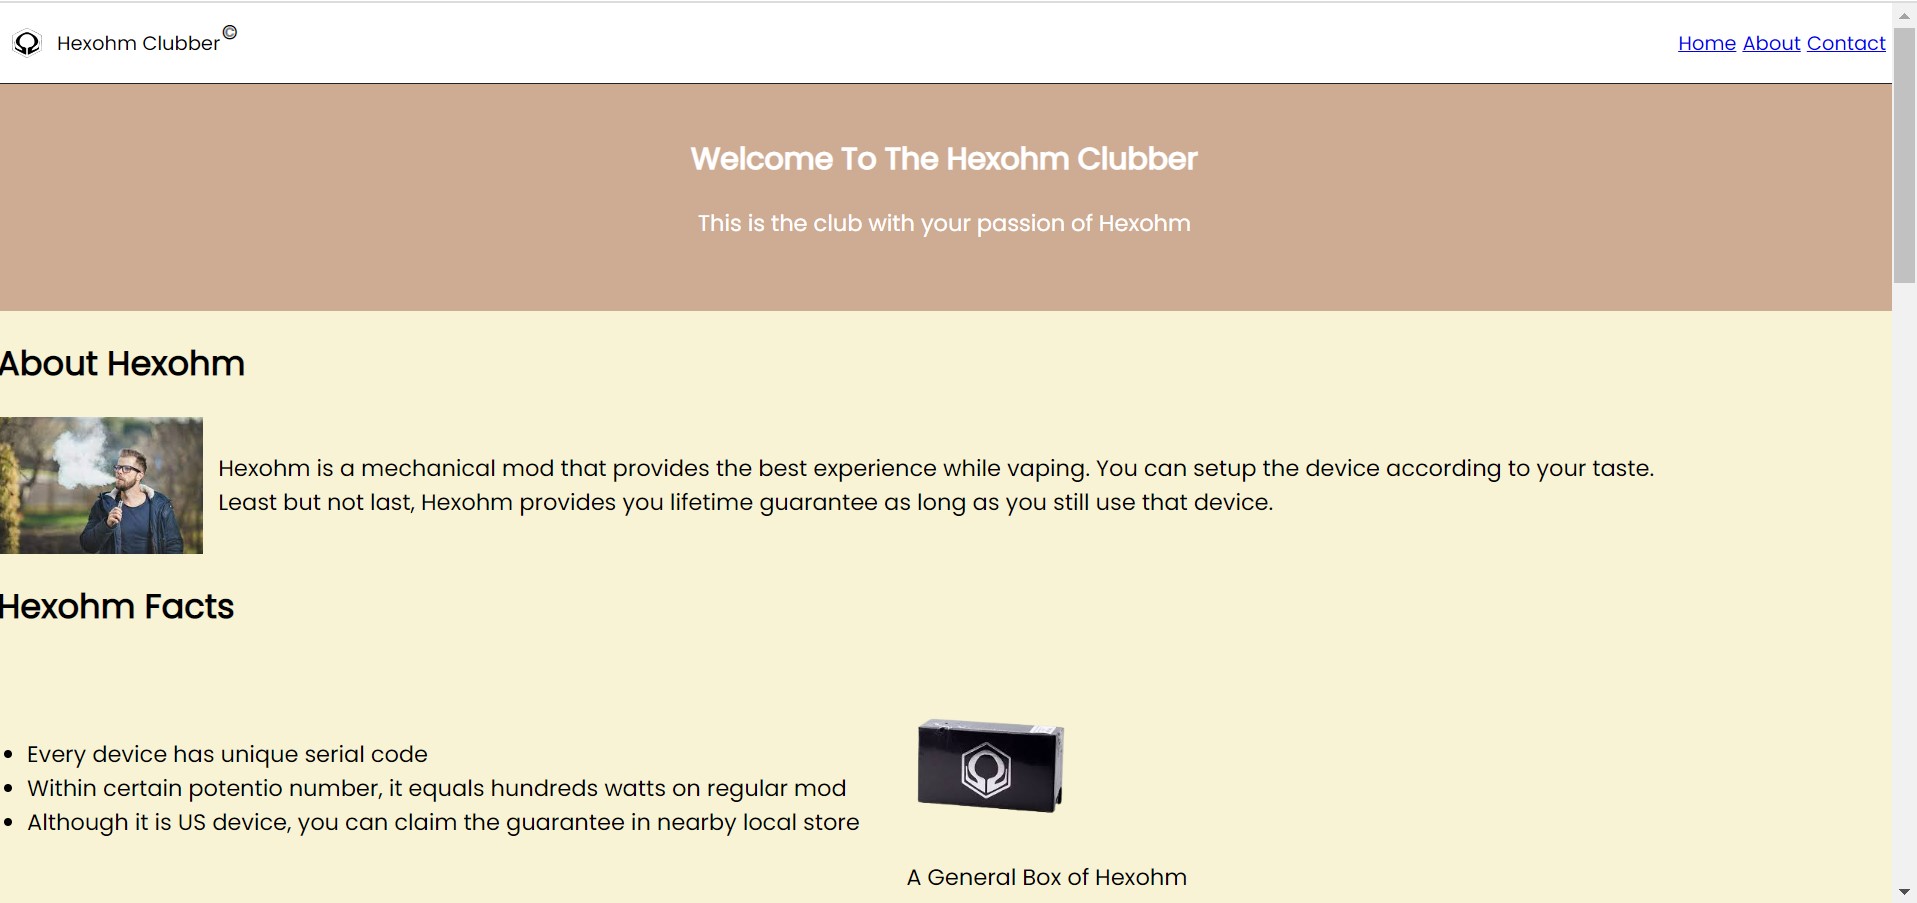 Hexohm Clubber©
Home About Contact
Welcome To The Hexohm Clubber
This is the club with your passion of Hexohm
About Hexohm
Hexohm is a mechanical mod that provides the best experience while vaping. You can setup the device according to your taste.
Least but not last, Hexohm provides you lifetime guarantee as long as you still use that device.
Hexohm Facts
• Every device has unique serial code
• Within certain potentio number, it equals hundreds watts on regular mod
• Although it is US device, you can claim the guarantee in nearby local store
A General Box of Hexohm